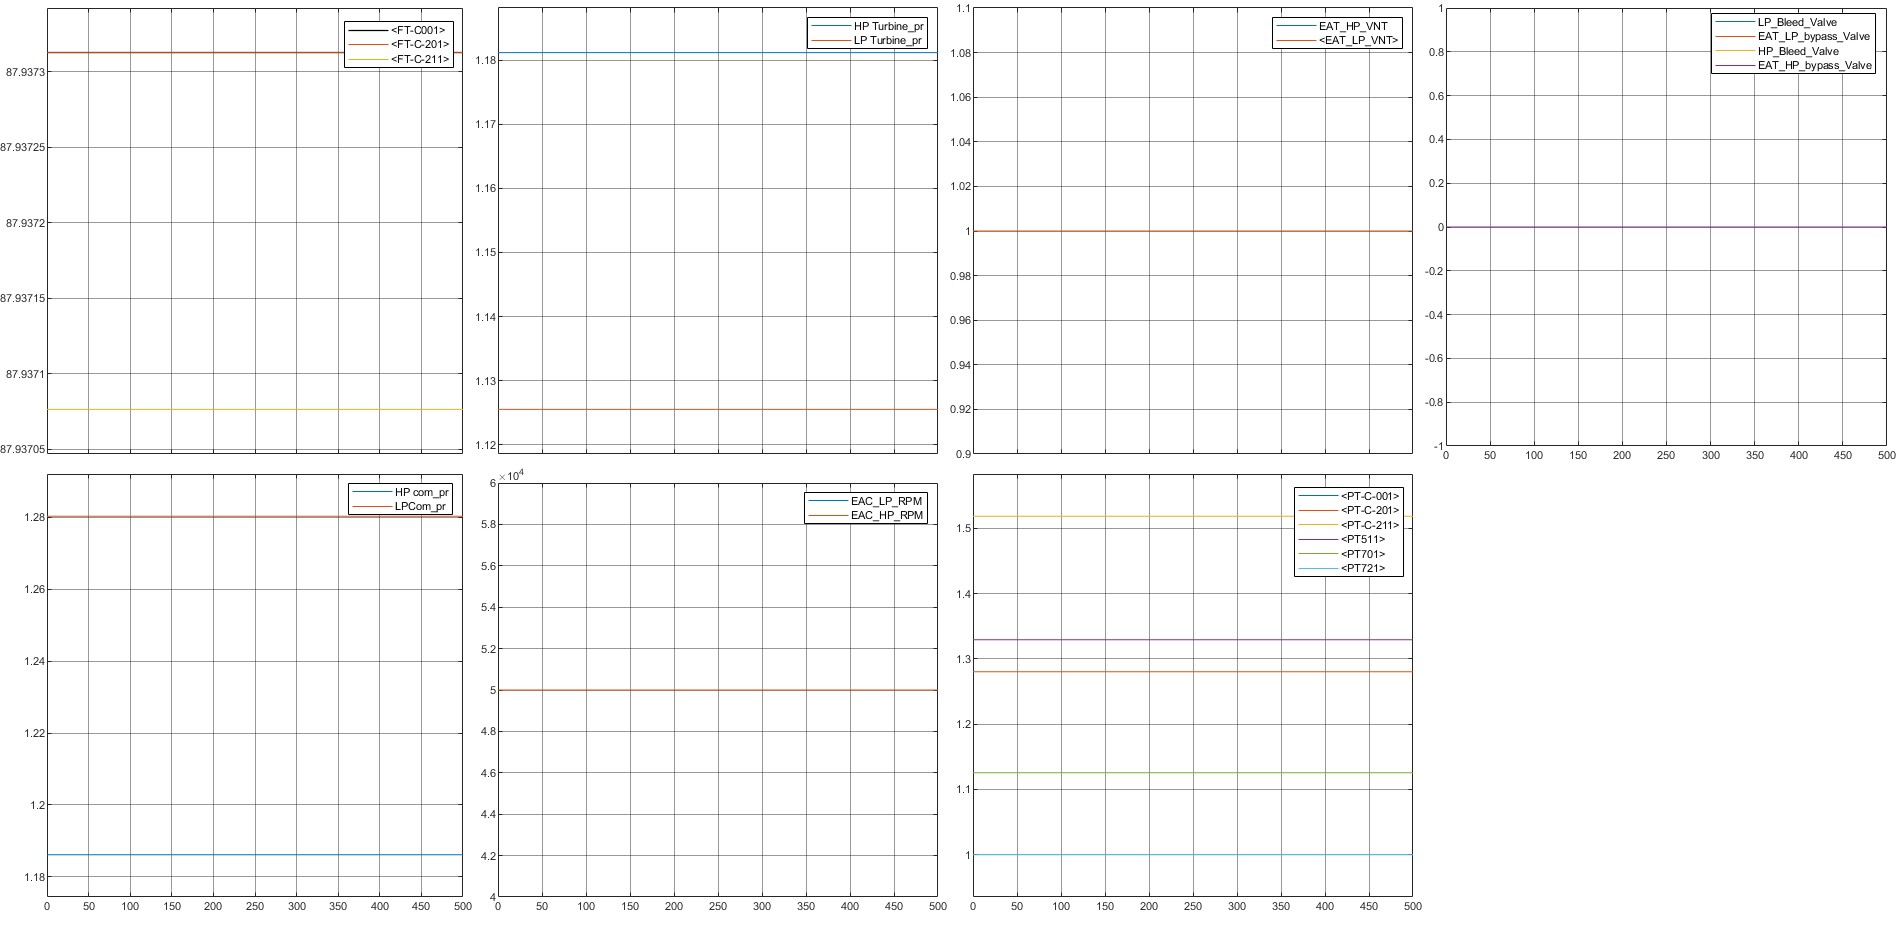 <FT-C001>
<FT-C-201>
<FT-C-211>
87.9373
87.93725
87.9372
87.93715
87.9371
87.93705
HP Turbine_pr
LP Turbine_pr
1.18
1.17
1.16
1.15
1.14
1.13
1.12
EAT_HP_VNT
<EAT_LP_VNT>
1.1
1.08
1.06
1.04
1.02
1
0.98
0.96
0.94
0.92
0.9
LP_Bleed_Valve
EAT_LP_bypass_Valve
HP_Bleed_Valve
EAT_HP_bypass_Valve
1
0.8
0.6
0.4
0.2
0
-0.2
-0.4
-0.6
-0.8
-1
0 50 100 150 200 250 300 350 400 450 500
HP com_pr
LPCom_pr
1.28
1.26
1.24
1.22
1.2
1.18
0 50 100 150 200 250 300 350 400 450 500
×10^4
EAC_LP_RPM
EAC_HP_RPM
6
5.8
5.6
5.4
5.2
5
4.8
4.6
4.4
4.2
4
0 50 100 150 200 250 300 350 400 450 500
<PT-C-001>
<PT-C-201>
<PT-C-211>
<PT511>
<PT701>
<PT721>
1.5
1.4
1.3
1.2
1.1
1
0 50 100 150 200 250 300 350 400 450 500